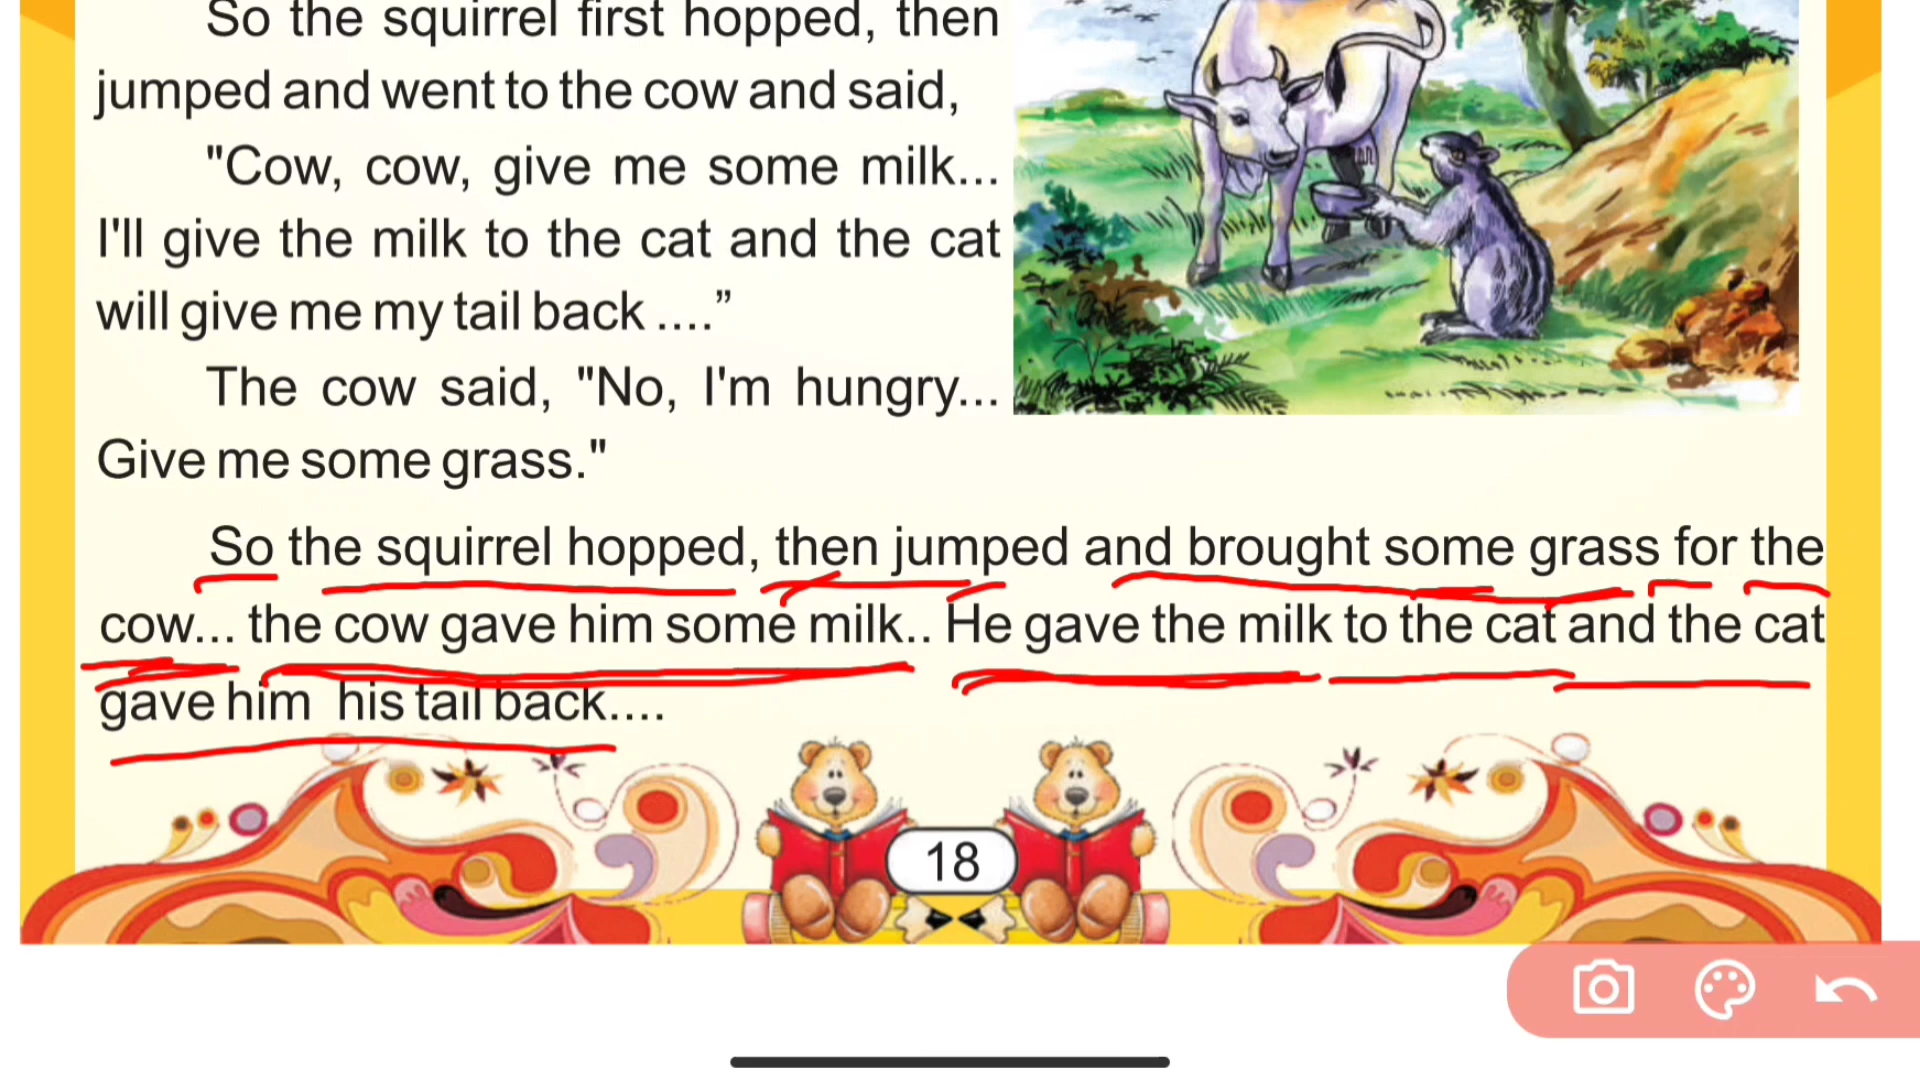 So the squirrel first hopped, then
jumped and went to the cow and said,
"Cow, cow, give me some milk...
I'll give the milk to the cat and the cat
will give me my tail back ....”
The cow said, "No, I'm hungry...
Give me some grass."
So the squirrel hopped, then jumped and brought some grass for the
cow... the cow gave him some milk.. He gave the milk to the cat and the cat
gave him his tail back....
18